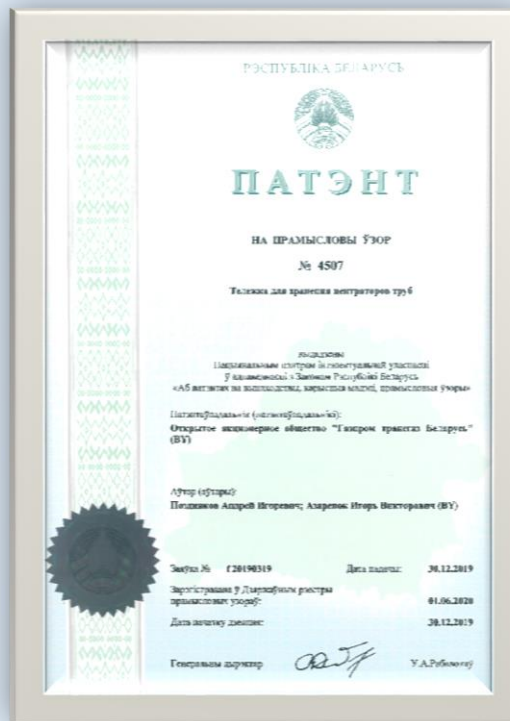 РЭСПУБЛІКА БЕЛАРУСЬ
ПАТЭНТ
НА ПРАМЫСЛОВЫ ЎЗОР
№ 4507
Тележка для хранения центраторов труб
выдадзены
Нацыянальным цэнтрам інтэлектуальнай уласнасці
ў адпаведнасці з Законам Рэспублікі Беларусь
«Аб патэнтах на вынаходствы, карысныя мадэлі, прамысловыя ўзоры»
Патэнтаўладальнік (патэнтаўладальнікі):
Открытое акционерное общество "Газпром трансгаз Беларусь"
(BY)
Аўтар (аўтары):
Поздняков Андрей Игоревич; Азаренок Игорь Викторович (BY)
Заяўка № f 20190319
Дата падачы: 30.12.2019
Зарэгістравана ў Дзяржаўным рэестры
прамысловых узораў: 01.06.2020
Дата пачатку дзеяння: 30.12.2019
Генеральны дырэктар